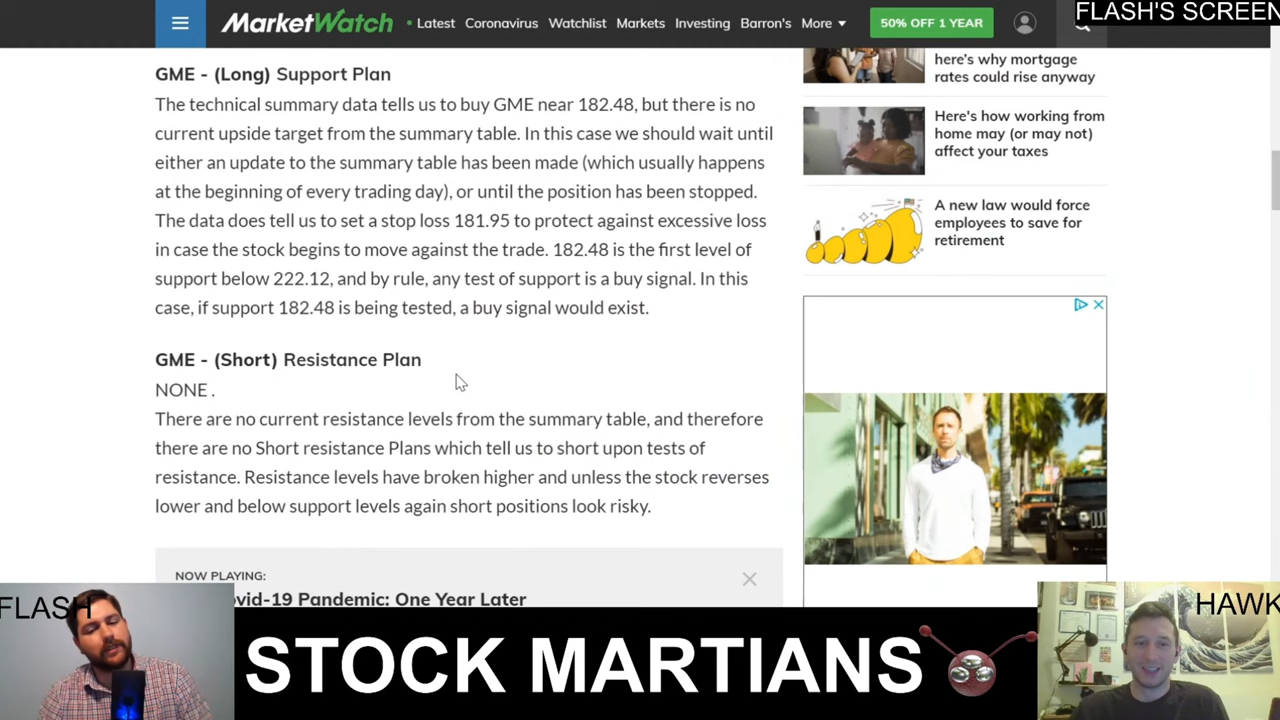 MarketWatch
Latest Coronavirus Watchlist Markets Investing Barron's More
50% OFF 1 YEAR
FLASH'S SCREEN
GME - (Long) Support Plan
The technical summary data tells us to buy GME near 182.48, but there is no
current upside target from the summary table. In this case we should wait until
either an update to the summary table has been made (which usually happens
at the beginning of every trading day), or until the position has been stopped.
The data does tell us to set a stop loss 181.95 to protect against excessive loss
in case the stock begins to move against the trade. 182.48 is the first level of
support below 222.12, and by rule, any test of support is a buy signal. In this
case, if support 182.48 is being tested, a buy signal would exist.
GME - (Short) Resistance Plan
NONE .
There are no current resistance levels from the summary table, and therefore
there are no Short resistance Plans which tell us to short upon tests of
resistance. Resistance levels have broken higher and unless the stock reverses
lower and below support levels again short positions look risky.
NOW PLAYING:
ovid-19 Pandemic: One Year Later
here's why mortgage
rates could rise anyway
Here's how working from
home may (or may not)
affect your taxes
A new law would force
employees to save for
retirement
FLASH
STOCK MARTIANS
HAWK